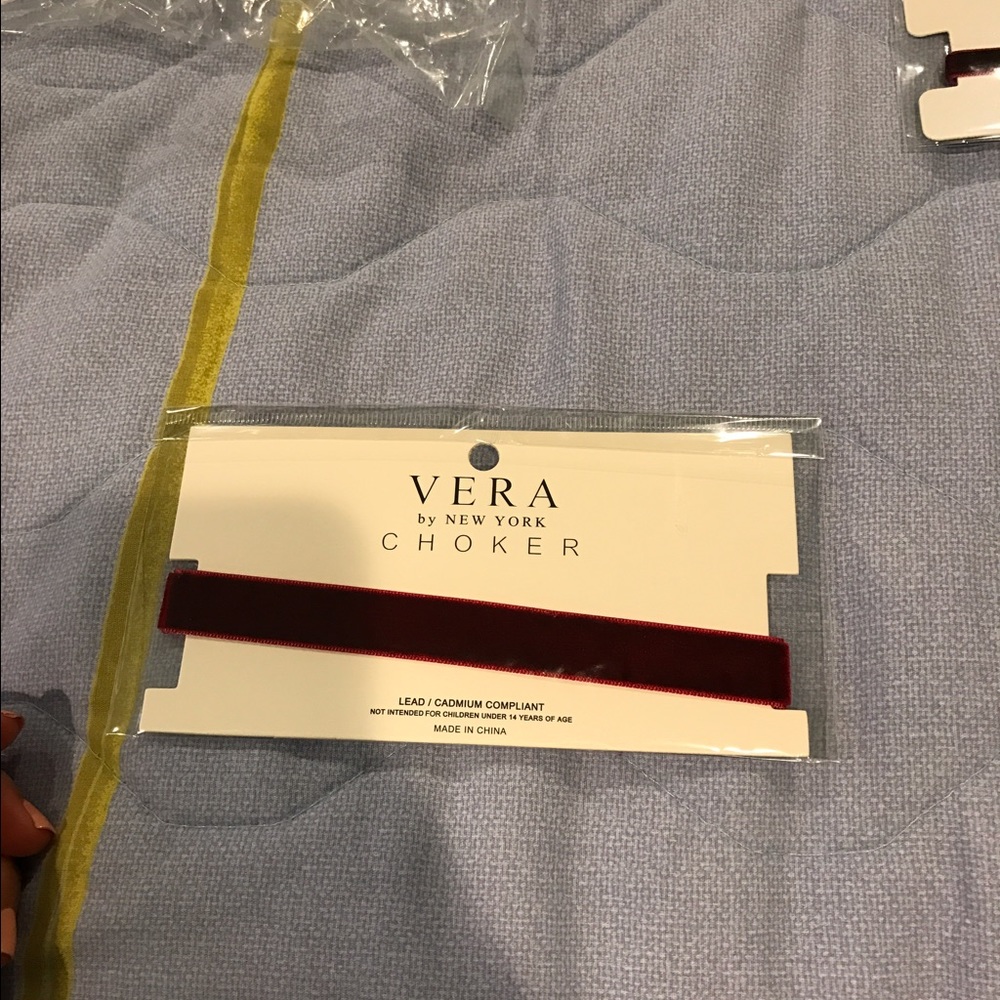 VERA
by NEW YORK
CHOKER
LEAD / CADMIUM COMPLIANT
NOT INTENDED FOR CHILDREN UNDER 14 YEARS OF AGE
MADE IN CHINA